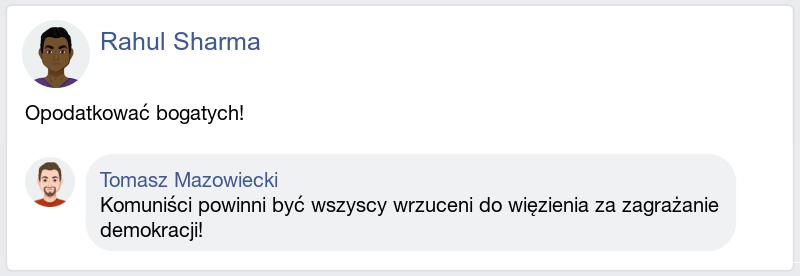 Rahul Sharma
Opodatkować bogatych!
Tomasz Mazowiecki
Komuniści powinni być wszyscy wrzuceni do więzienia za zagrażanie
demokracji!